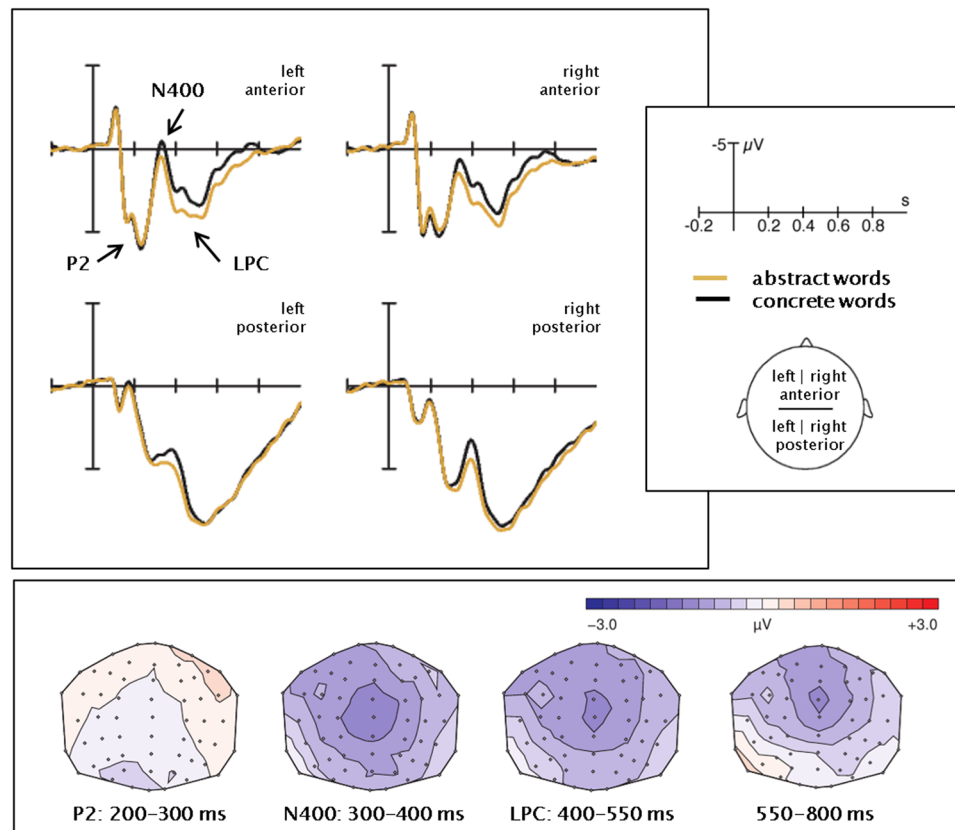 left
anterior
N400
P2
LPC
right
anterior
left
posterior
right
posterior
-5 µV
s
-0.2 0.2 0.4 0.6 0.8
abstract words
concrete words
left | right
anterior
left | right
posterior
−3.0 µV +3.0
P2: 200–300 ms
N400: 300–400 ms
LPC: 400–550 ms
550–800 ms